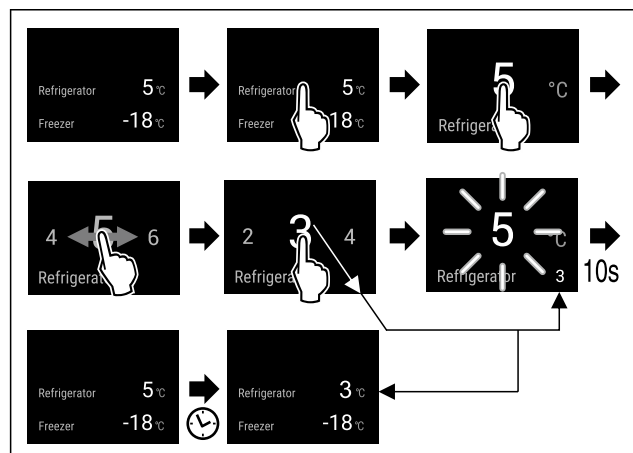 Refrigerator 5 °C
Freezer -18 °C
Refrigerator 5 °C
Freezer 18 °C
5 °C
Refrigera
4 5 6
Refrigerat
2 3 4
Refrigera
5 °C
Refrigerator 3
10s
Refrigerator 5 °C
Freezer -18 °C
Refrigerator 3 °C
Freezer -18 °C